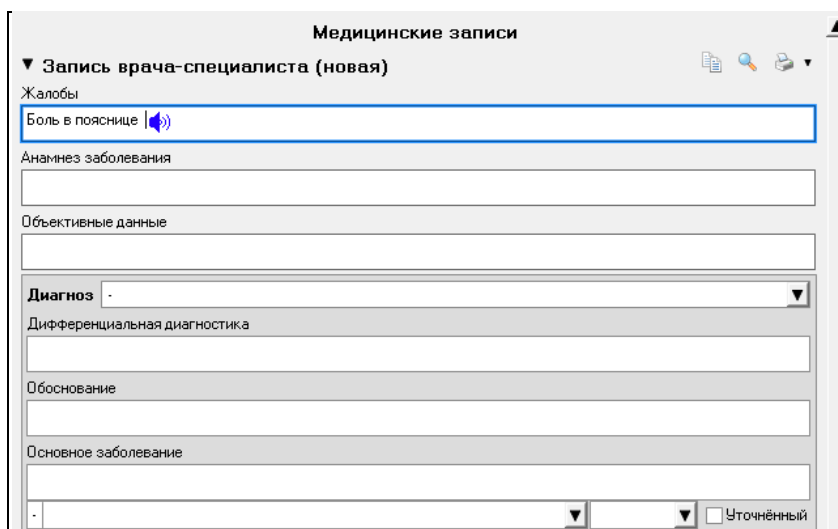 Медицинские записи
Запись врача-специалиста (новая)
Жалобы
Боль в пояснице
Анамнез заболевания
Объективные данные
Диагноз -
Дифференциальная диагностика
Обоснование
Основное заболевание
- Уточнённый